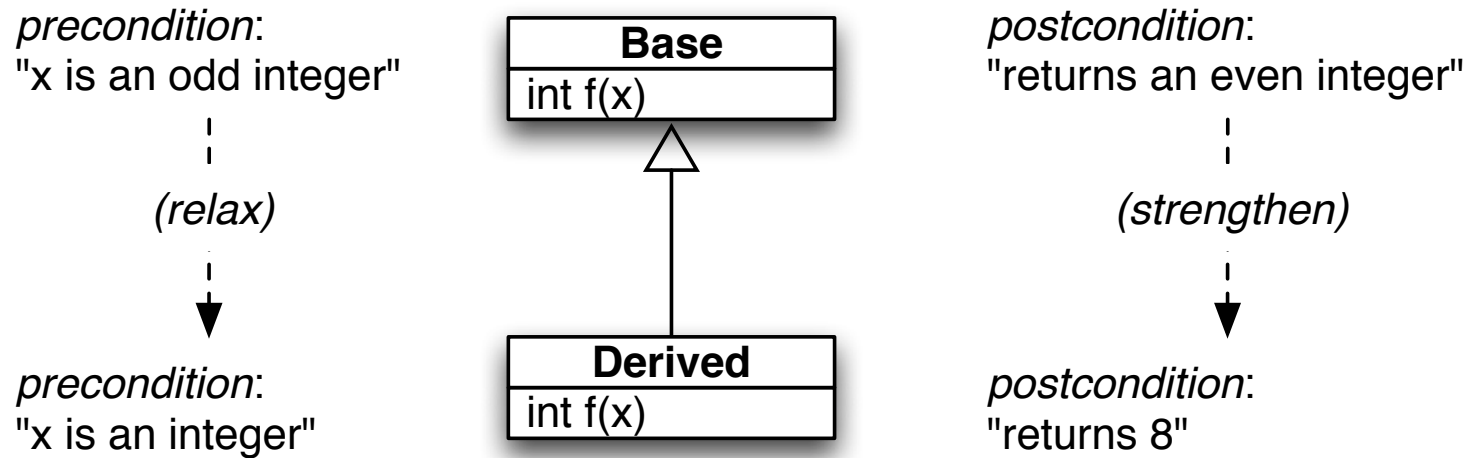 precondition:
"x is an odd integer"
(relax)
precondition:
"x is an integer"
Base
int f(x)
Derived
int f(x)
postcondition:
"returns an even integer"
(strengthen)
postcondition:
"returns 8"